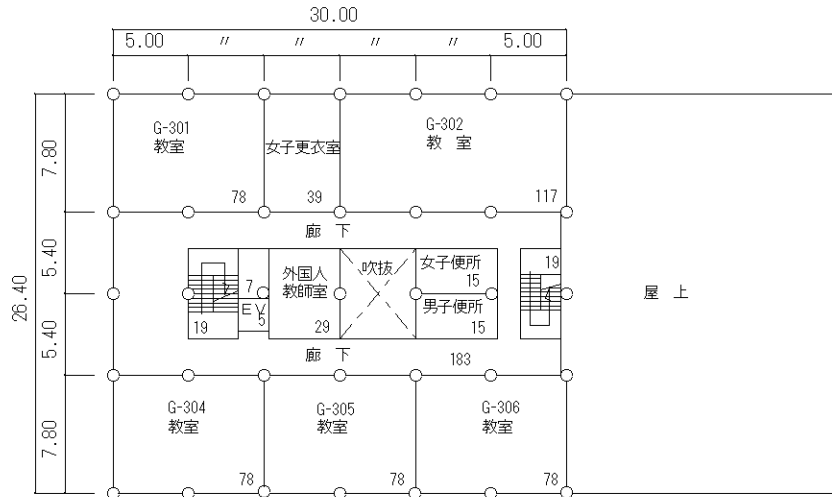 30.00
5.00 〃 〃 〃 〃 5.00
26.40
7.80
5.40
5.40
7.80
G-301
教室
78
女子更衣室
39
G-302
教 室
117
廊 下
19
7
EV
5
外国人
教師室
29
吹抜
女子便所
15
男子便所
15
19
屋 上
廊 下
183
G-304
教室
78
G-305
教室
78
G-306
教室
78